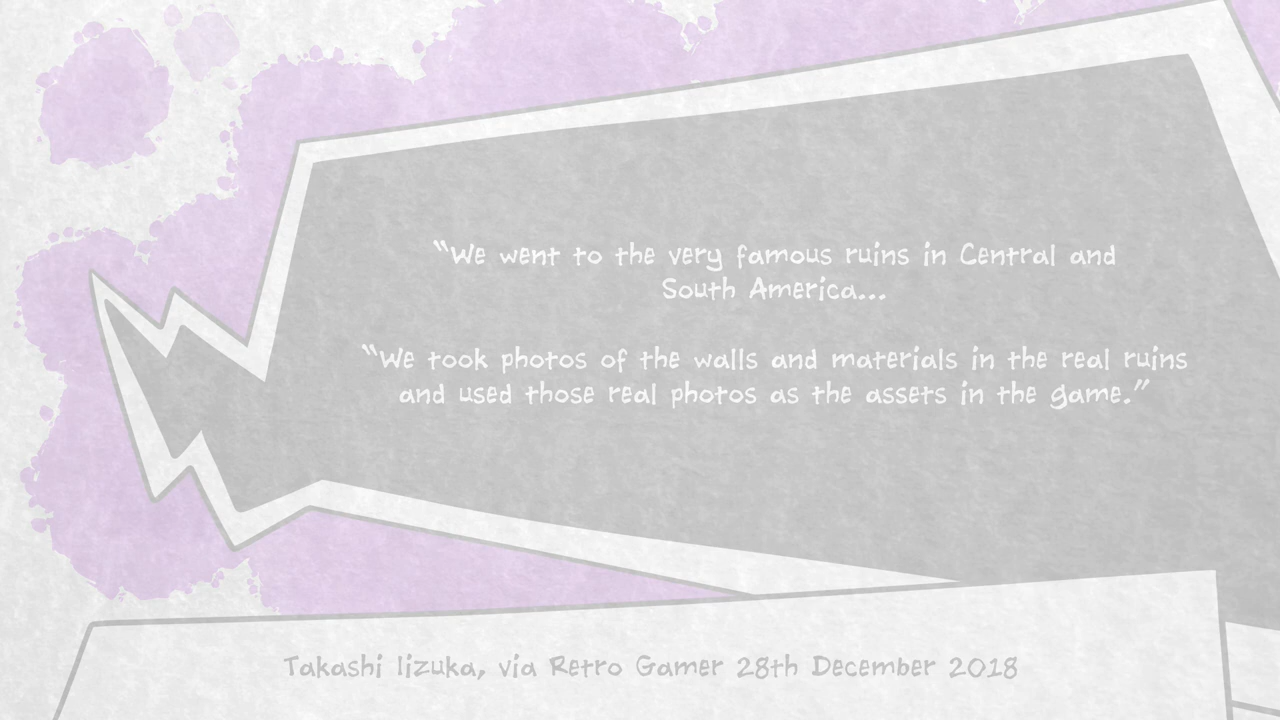 “We went to the very famous ruins in Central and
South America...
“We took photos of the walls and materials in the real ruins
and used those real photos as the assets in the game.”
Takashi Iizuka, via Retro Gamer 28th December 2018